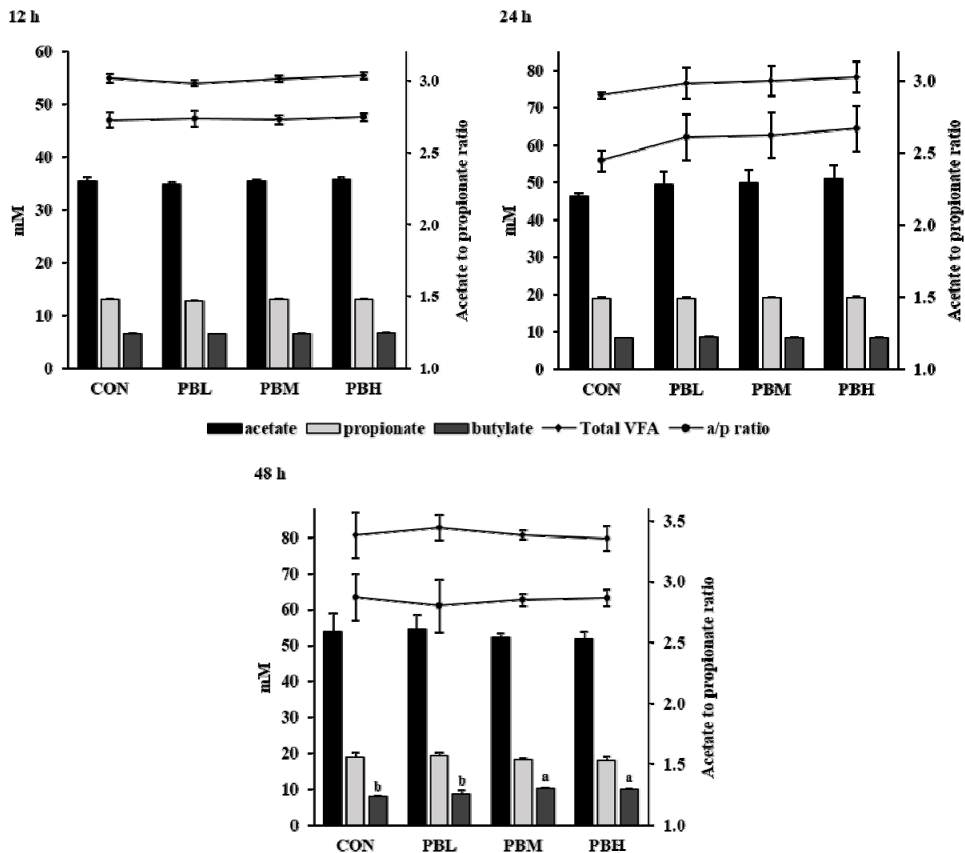 12 h
60
50
40
30
20
10
0
mM
3.0
2.5
2.0
1.5
1.0
Acetate to propionate ratio
CON PBL PBM PBH
24 h
80
70
60
50
40
30
20
10
0
mM
3.0
2.5
2.0
1.5
1.0
Acetate to propionate ratio
CON PBL PBM PBH
acetate propionate butylate Total VFA a/p ratio
48 h
80
70
60
50
40
30
20
10
0
mM
3.5
3.0
2.5
2.0
1.5
1.0
Acetate to propionate ratio
b b a a
CON PBL PBM PBH